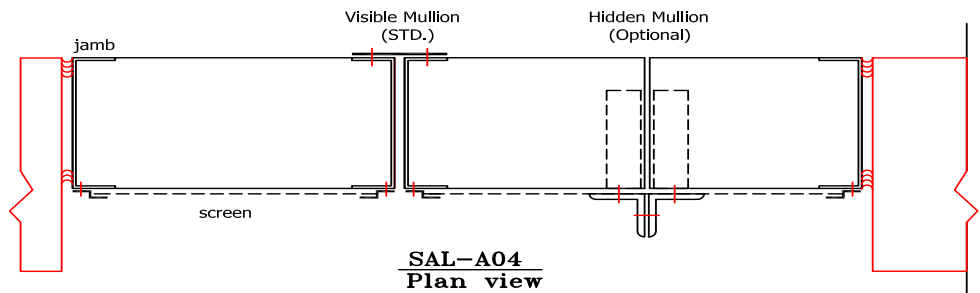 Visible Mullion
(STD.)
Hidden Mullion
(Optional)
jamb
screen
SAL-A04
Plan view